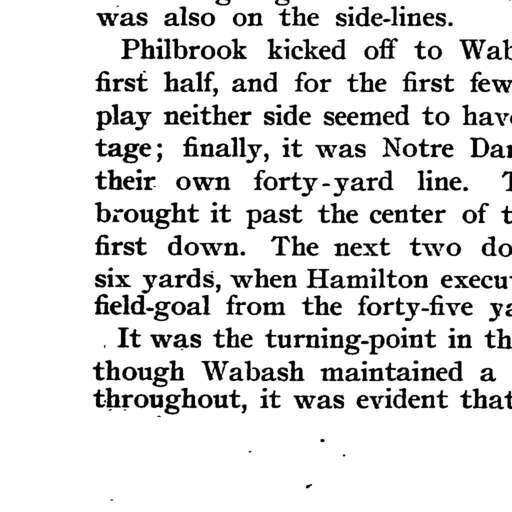 was also on the side-lines.
Philbrook kicked off to Wab
first half, and for the first few
play neither side seemed to hav
tage; finally, it was Notre Da
their own forty-yard line.
brought it past the center of t
first down. The next two do
six yards, when Hamilton execu
field-goal from the forty-five ya
It was the turning-point in th
though Wabash maintained a
throughout, it was evident that